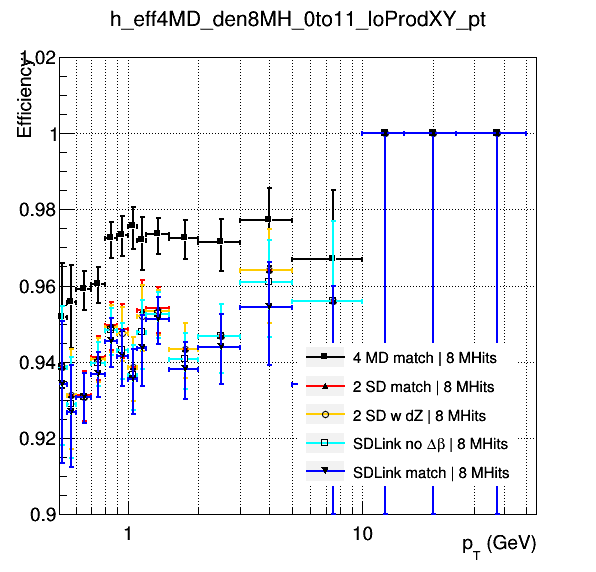 h_eff4MD_den8MH_0to11_loProdXY_pt
Efficiency
1.02
1
0.98
0.96
0.94
0.92
0.9
4 MD match | 8 MHits
2 SD match | 8 MHits
2 SD w dZ | 8 MHits
SDLink no Δβ | 8 MHits
SDLink match | 8 MHits
1
10
p_T (GeV)